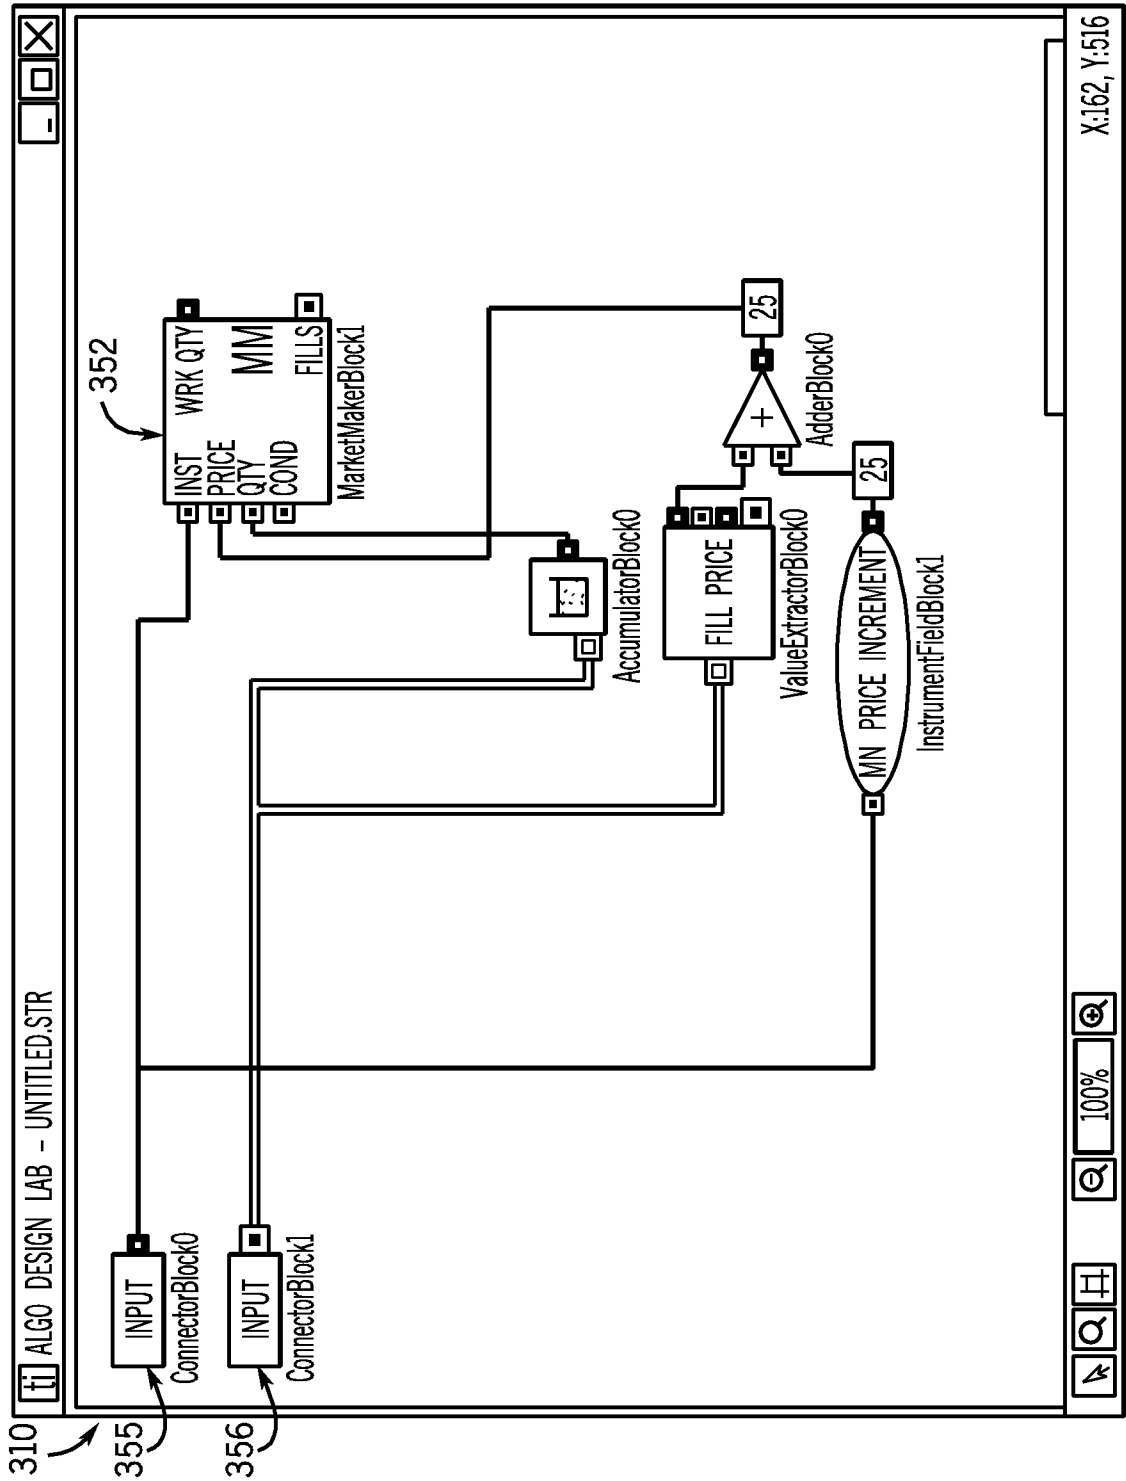 310
ti ALGO DESIGN LAB - UNTITLED.STR
355
INPUT
ConnectorBlock0
356
INPUT
ConnectorBlock1
352
INST WRK QTY
PRICE
QTY MM
COND FILLS
MarketMakerBlock1
AccumulatorBlock0
FILL PRICE
ValueExtractorBlock0
+
AdderBlock0
25
MN PRICE INCREMENT
InstrumentFieldBlock1
25
100%
X:162, Y:516